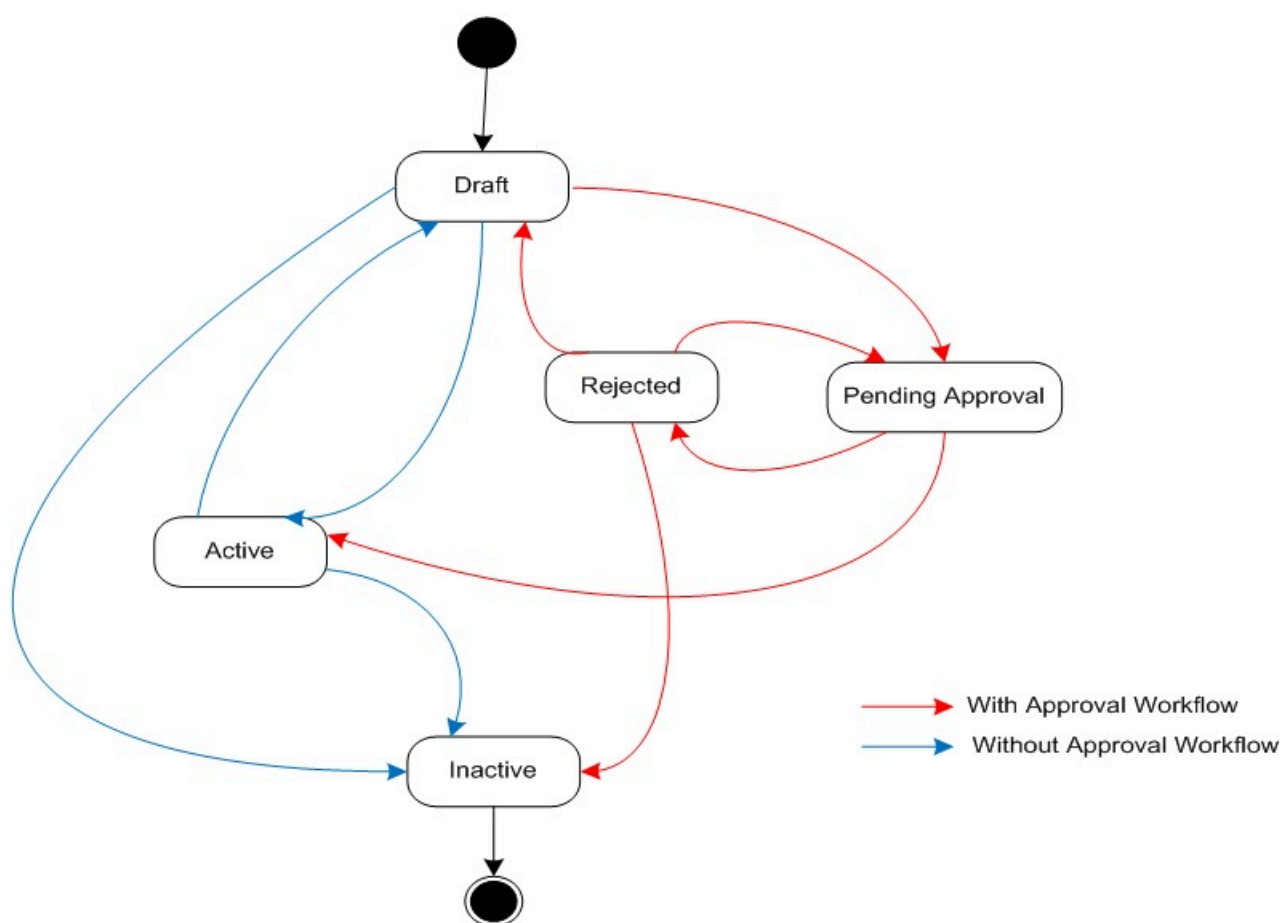 Draft
Rejected
Pending Approval
Active
With Approval Workflow
Without Approval Workflow
Inactive